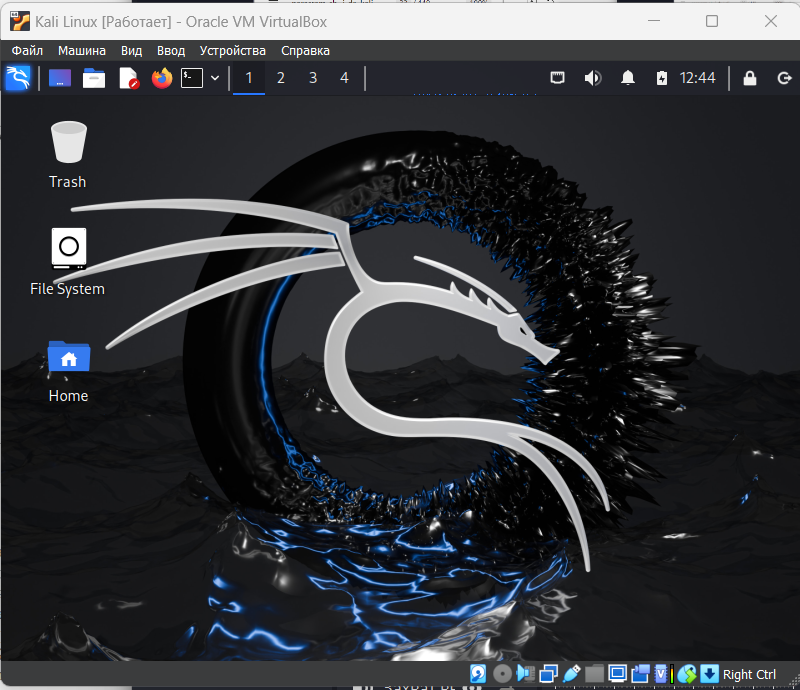 Kali Linux [Работает] - Oracle VM VirtualBox
Файл Машина Вид Ввод Устройства Справка
1 2 3 4 12:44
Trash
File System
Home
Right Ctrl